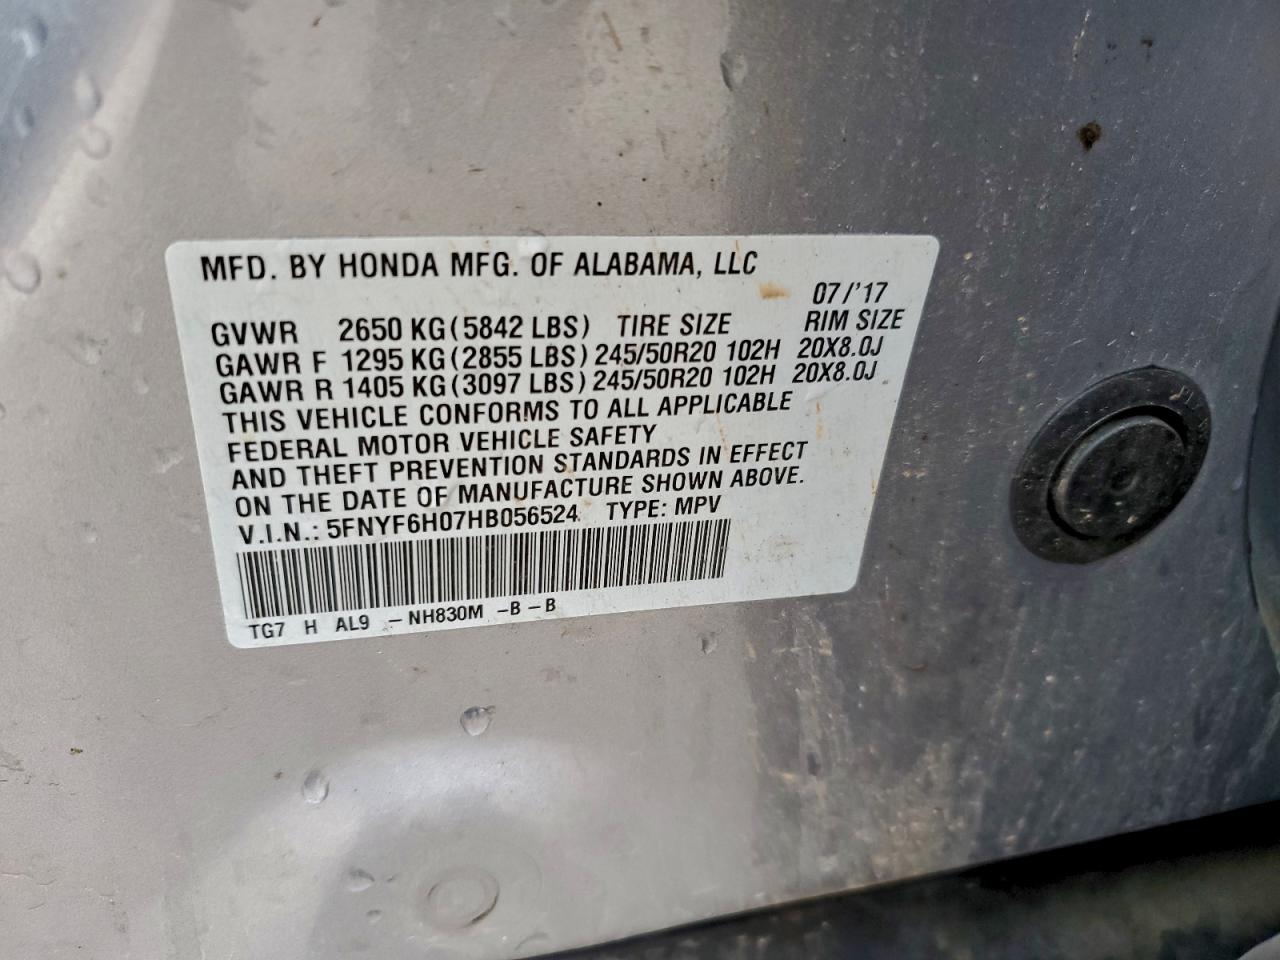 MFD. BY HONDA MFG. OF ALABAMA, LLC
07/'17
GVWR 2650 KG(5842 LBS) TIRE SIZE RIM SIZE
GAWR F 1295 KG(2855 LBS) 245/50R20 102H 20X8.0J
GAWR R 1405 KG(3097 LBS) 245/50R20 102H 20X8.0J
THIS VEHICLE CONFORMS TO ALL APPLICABLE
FEDERAL MOTOR VEHICLE SAFETY
AND THEFT PREVENTION STANDARDS IN EFFECT
ON THE DATE OF MANUFACTURE SHOWN ABOVE.
V.I.N.: 5FNYF6H07HB056524 TYPE: MPV
TG7 H AL9 -NH830M -B-B